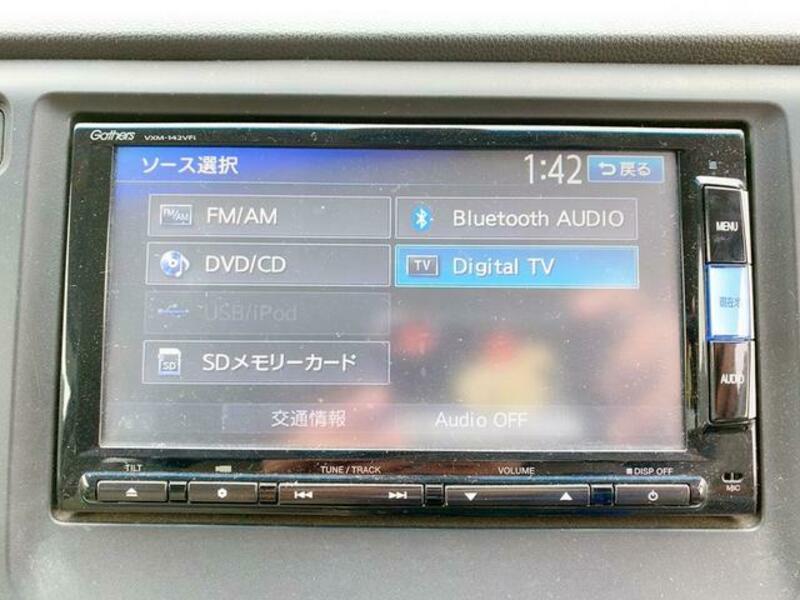 Gathers VXM-142VFi
ソース選択 1:42 戻る
FM/AM FM/AM
Bluetooth AUDIO
MENU
DVD/CD
TV Digital TV
現在地
USB/iPod
SD SDメモリーカード
AUDIO
交通情報 Audio OFF
TILT TUNE/TRACK VOLUME DISP OFF
MIC